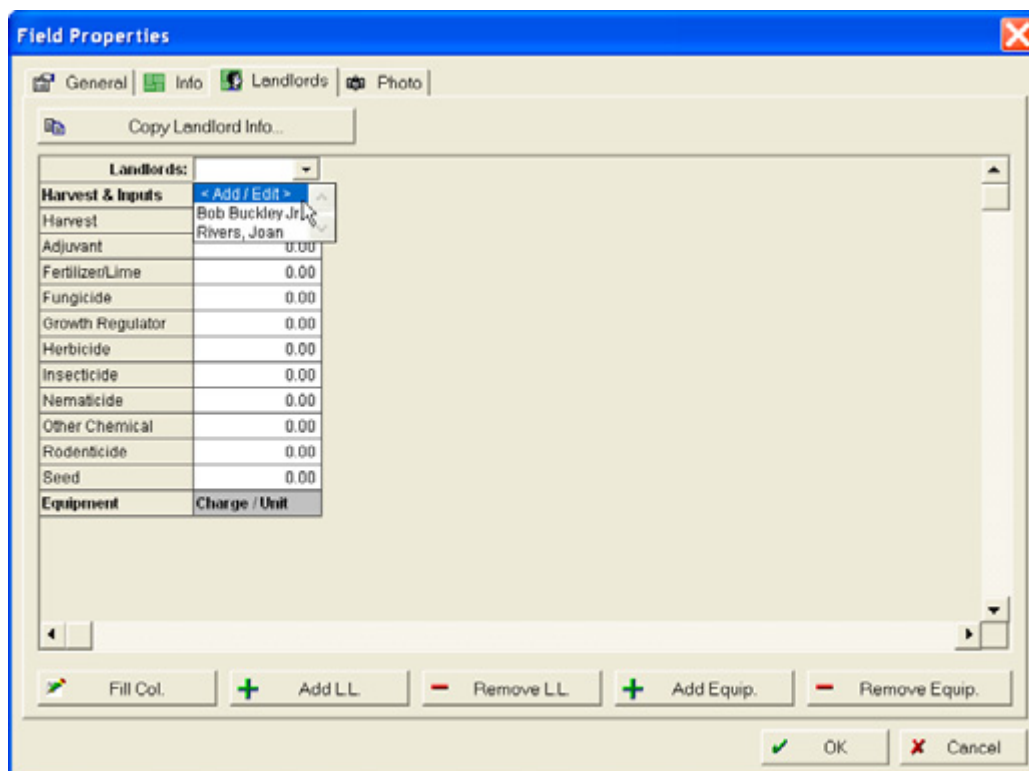 Field Properties
General Info Landlords Photo
Copy Landlord Info...
Landlords:
Harvest & Inputs < Add / Edit >
Harvest Bob Buckley Jr.
Rivers, Joan
Adjuvant 0.00
Fertilizer/Lime 0.00
Fungicide 0.00
Growth Regulator 0.00
Herbicide 0.00
Insecticide 0.00
Nematicide 0.00
Other Chemical 0.00
Rodenticide 0.00
Seed 0.00
Equipment Charge / Unit
Fill Col. Add LL. Remove LL. Add Equip. Remove Equip.
OK Cancel